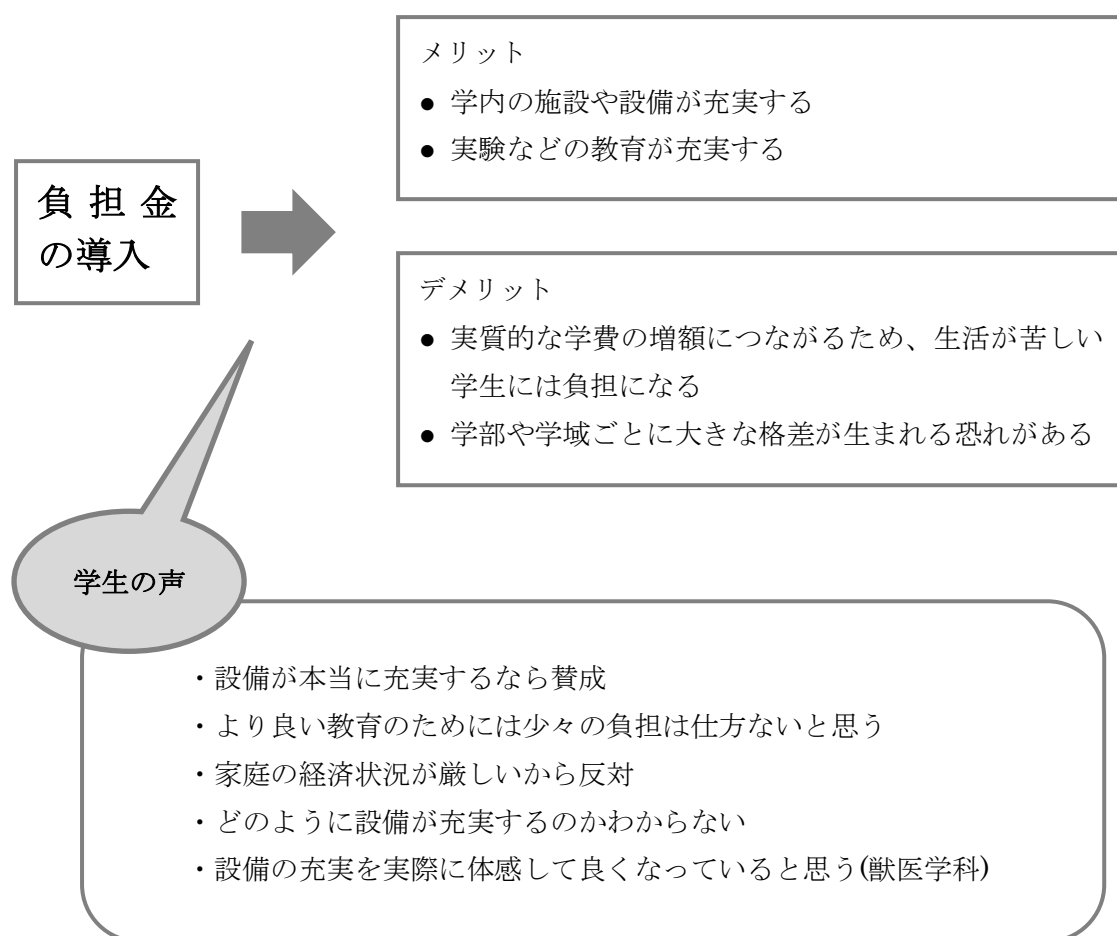 メリット
● 学内の施設や設備が充実する
● 実験などの教育が充実する
負担金
の導入
デメリット
● 実質的な学費の増額につながるため、生活が苦しい
学生には負担になる
● 学部や学域ごとに大きな格差が生まれる恐れがある
学生の声
・設備が本当に充実するなら賛成
・より良い教育のためには少々の負担は仕方ないと思う
・家庭の経済状況が厳しいから反対
・どのように設備が充実するのかわからない
・設備の充実を実際に体感して良くなっていると思う(獣医学科)